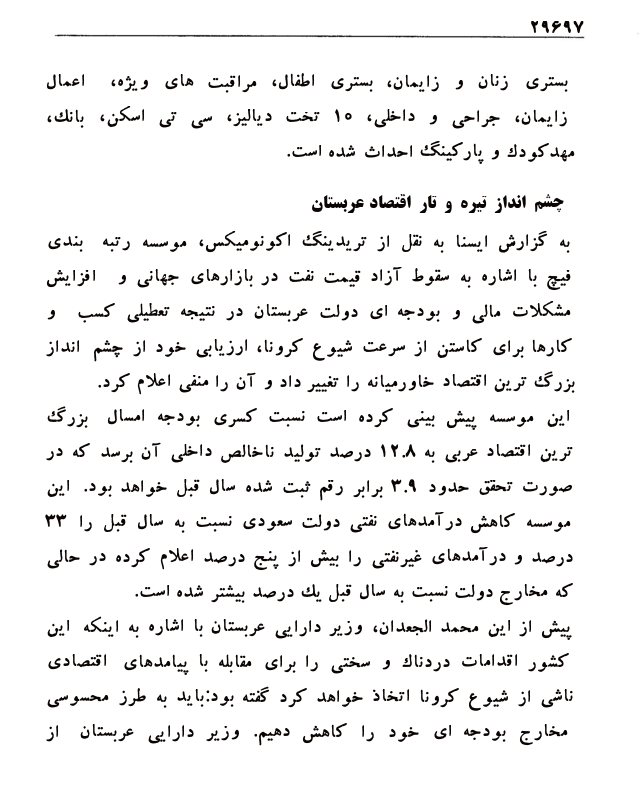 ۲۹۶۹۷
بستری زنان و زایمان، بستری اطفال، مراقبت های ویژه، اعمال
زایمان، جراحی و داخلی، ۱۰ تخت دیالیز، سی تی اسکن، بانك،
مهدکودك و پارکینگ احداث شده است.
چشم انداز تیره و تار اقتصاد عربستان
به گزارش ایسنا به نقل از تریدینگ اکونومیکس، موسسه رتبه بندی
فیچ با اشاره به سقوط آزاد قیمت نفت در بازارهای جهانی و افزایش
مشکلات مالی و بودجه ای دولت عربستان در نتیجه تعطیلی کسب و
کارها برای کاستن از سرعت شیوع کرونا، ارزیابی خود از چشم انداز
بزرگ ترین اقتصاد خاورمیانه را تغییر داد و آن را منفی اعلام کرد.
این موسسه پیش بینی کرده است نسبت کسری بودجه امسال بزرگ
ترین اقتصاد عربی به ۱۲.۸ درصد تولید ناخالص داخلی آن برسد که در
صورت تحقق حدود ۳.۹ برابر رقم ثبت شده سال قبل خواهد بود. این
موسسه کاهش درآمدهای نفتی دولت سعودی نسبت به سال قبل را ۳۳
درصد و درآمدهای غیرنفتی را بیش از پنج درصد اعلام کرده در حالی
که مخارج دولت نسبت به سال قبل يك درصد بیشتر شده است.
پیش از این محمد الجعدان، وزیر دارایی عربستان با اشاره به اینکه این
کشور اقدامات دردناك و سختی را برای مقابله با پیامدهای اقتصادی
ناشی از شیوع کرونا اتخاذ خواهد کرد گفته بود:باید به طرز محسوسی
مخارج بودجه ای خود را کاهش دهیم. وزیر دارایی عربستان از